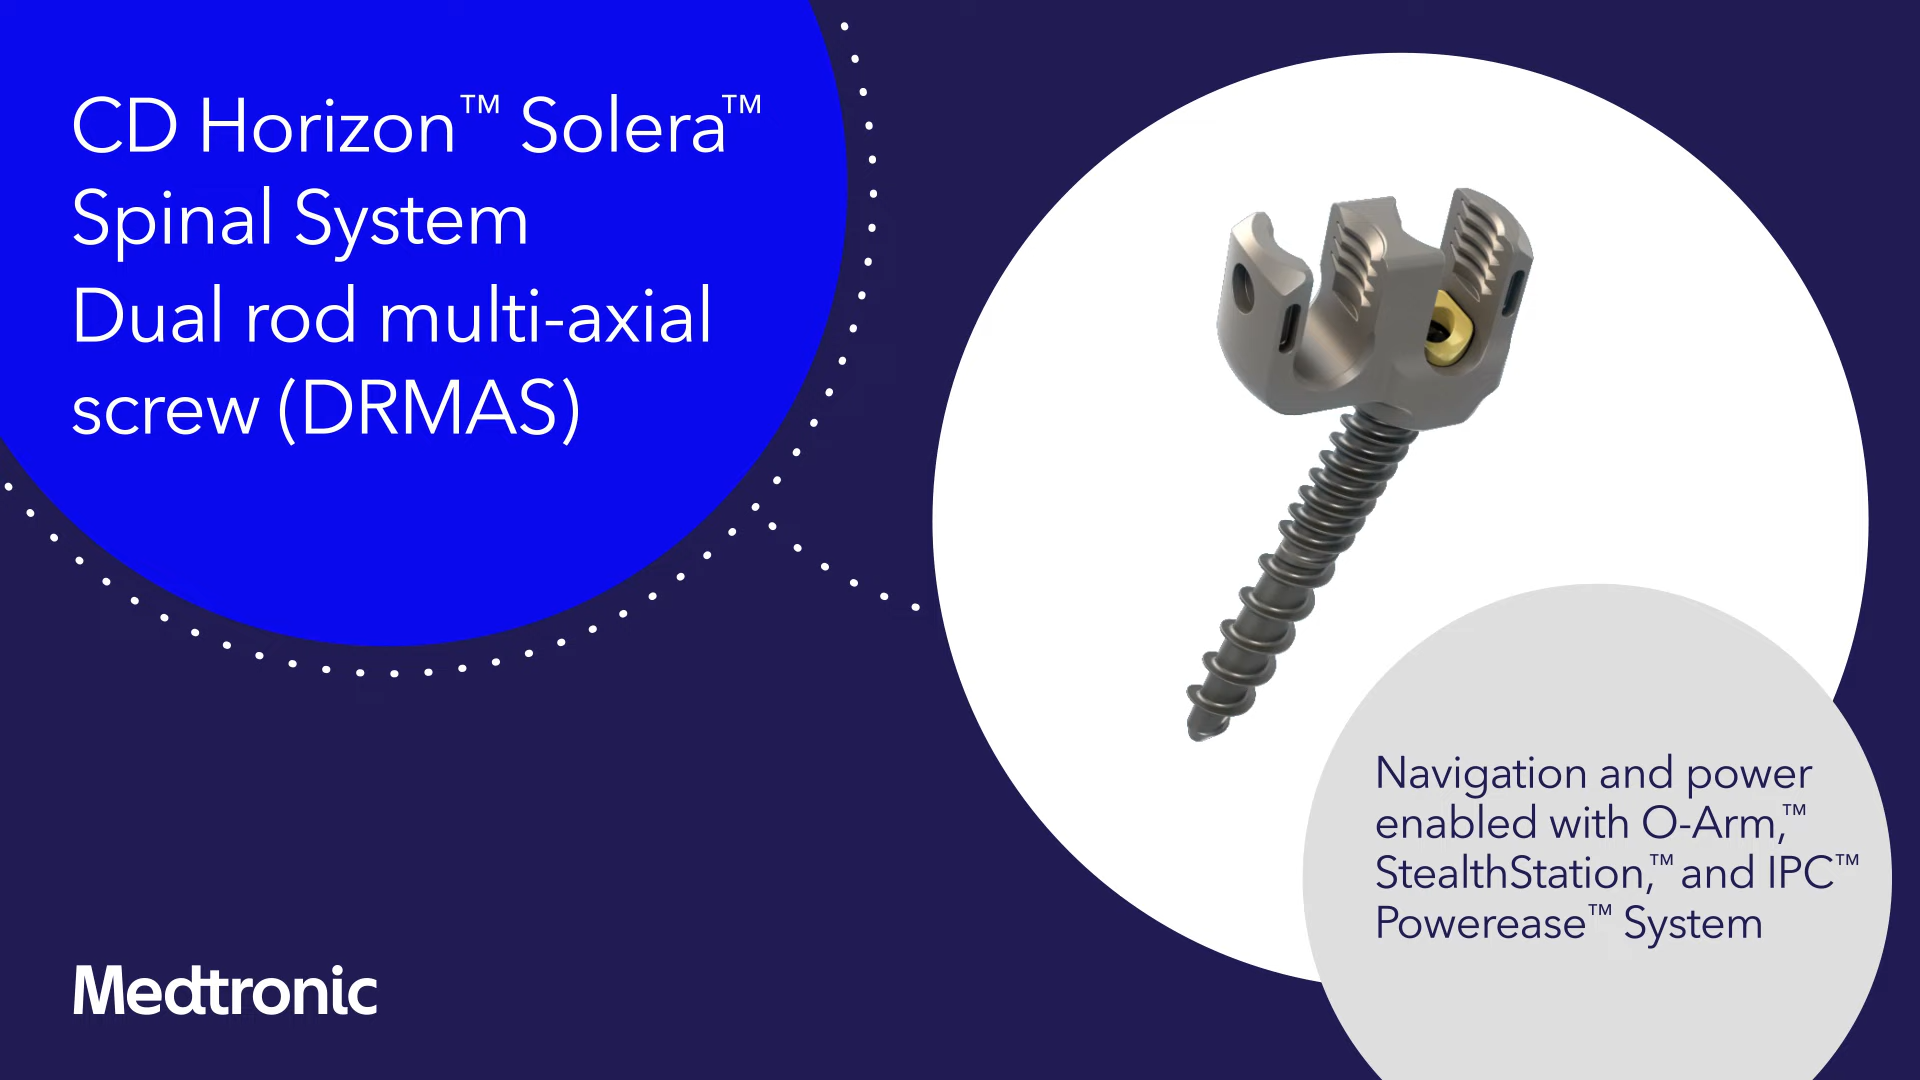 CD Horizon™ Solera™
Spinal System
Dual rod multi-axial
screw (DRMAS)
Navigation and power
enabled with O-Arm,™
StealthStation,™ and IPC™
Powerease™ System
Medtronic